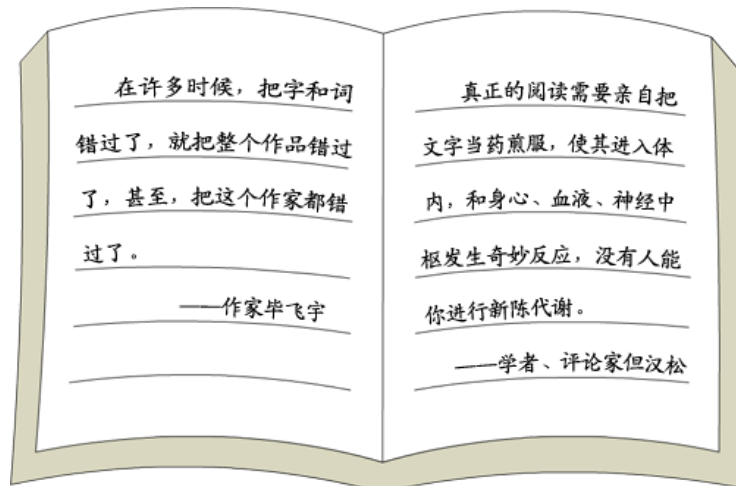 在许多时候，把字和词
错过了，就把整个作品错过
了，甚至，把这个作家都错
过了。
——作家毕飞宇
真正的阅读需要亲自把
文字当药煎服，使其进入体
内，和身心、血液、神经中
枢发生奇妙反应，没有人能
你进行新陈代谢。
——学者、评论家但汉松